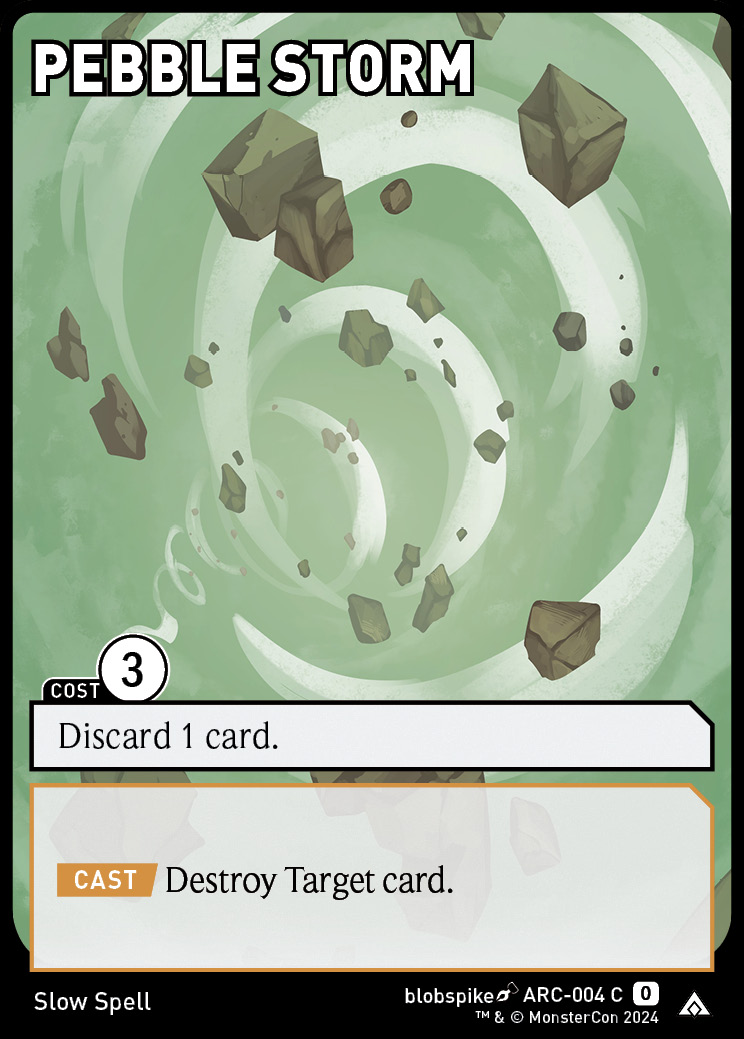 PEBBLE STORM
COST 3
Discard 1 card.
CAST Destroy Target card.
Slow Spell
blobspike ARC-004 C 0
™ & © MonsterCon 2024